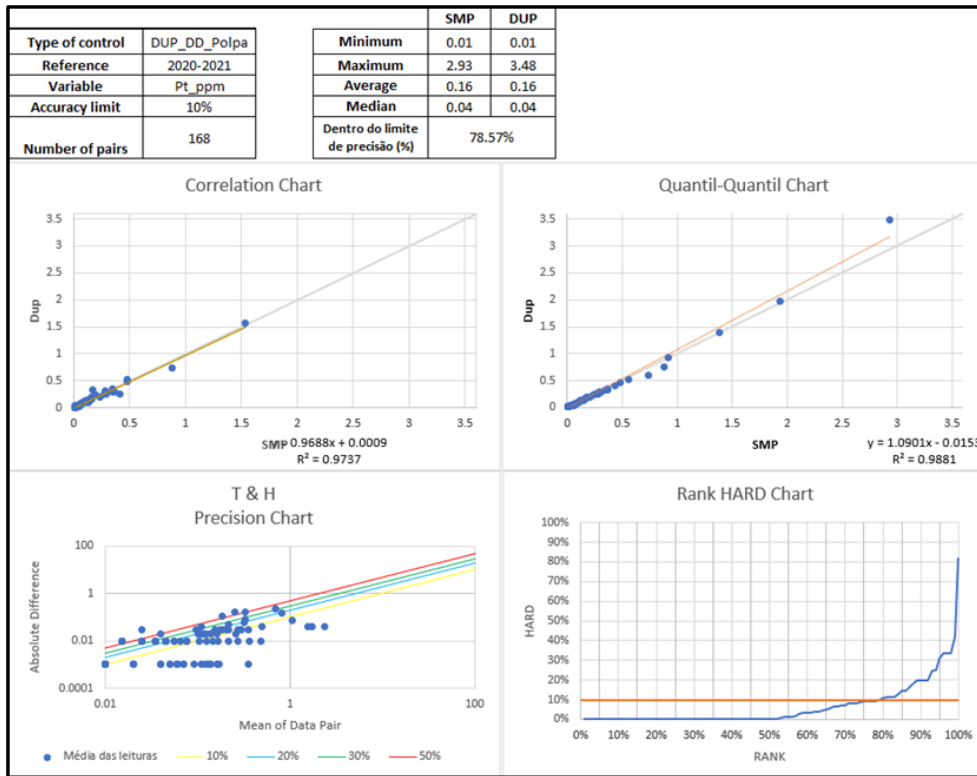 SMP DUP
Type of control DUP_DD_Polpa
Reference 2020-2021
Variable Pt_ppm
Accuracy limit 10%
Number of pairs 168
Minimum 0.01 0.01
Maximum 2.93 3.48
Average 0.16 0.16
Median 0.04 0.04
Dentro do limite
de precisão (%) 78.57%
Correlation Chart
3.5
3
2.5
2
1.5
1
0.5
0
Dup
0 0.5 1 1.5 2 2.5 3 3.5
SMP 0.9688x + 0.0009
R² = 0.9737
Quantil-Quantil Chart
3.5
3
2.5
2
1.5
1
0.5
0
Dup
0 0.5 1 1.5 2 2.5 3 3.5
SMP y = 1.0901x - 0.0153
R² = 0.9881
T & H
Precision Chart
100
1
0.01
0.0001
Absolute Difference
0.01 1 100
Mean of Data Pair
Média das leituras 10% 20% 30% 50%
Rank HARD Chart
100%
90%
80%
70%
60%
50%
40%
30%
20%
10%
0%
HARD
0% 10% 20% 30% 40% 50% 60% 70% 80% 90% 100%
RANK